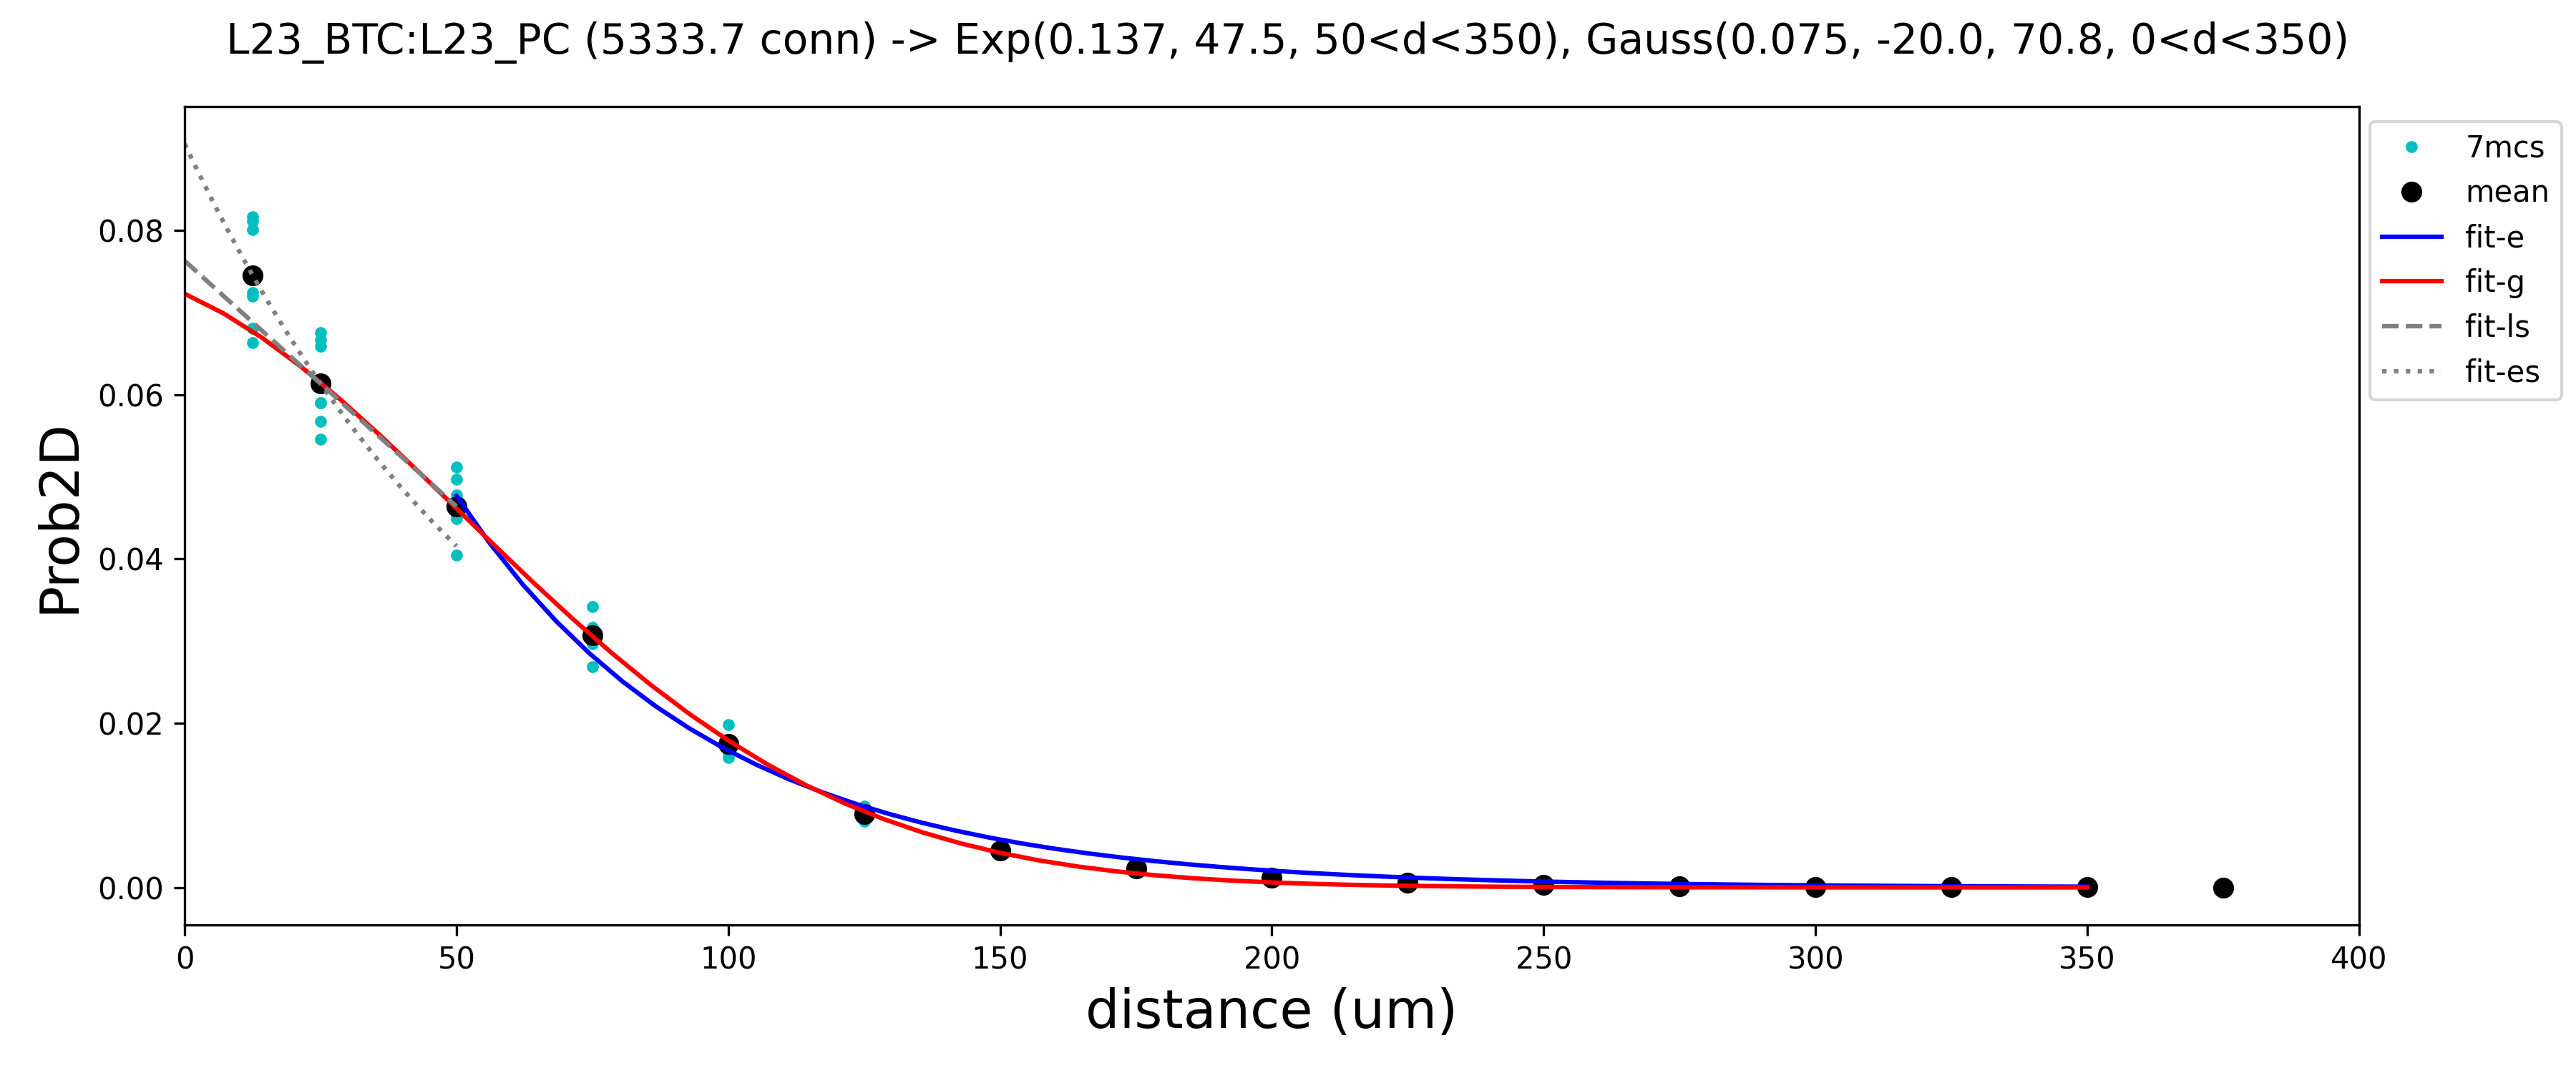 L23_BTC:L23_PC (5333.7 conn) -> Exp(0.137, 47.5, 50<d<350), Gauss(0.075, -20.0, 70.8, 0<d<350)
7mcs
mean
fit-e
fit-g
fit-ls
fit-es
Prob2D
0.08
0.06
0.04
0.02
0.00
0 50 100 150 200 250 300 350 400
distance (um)